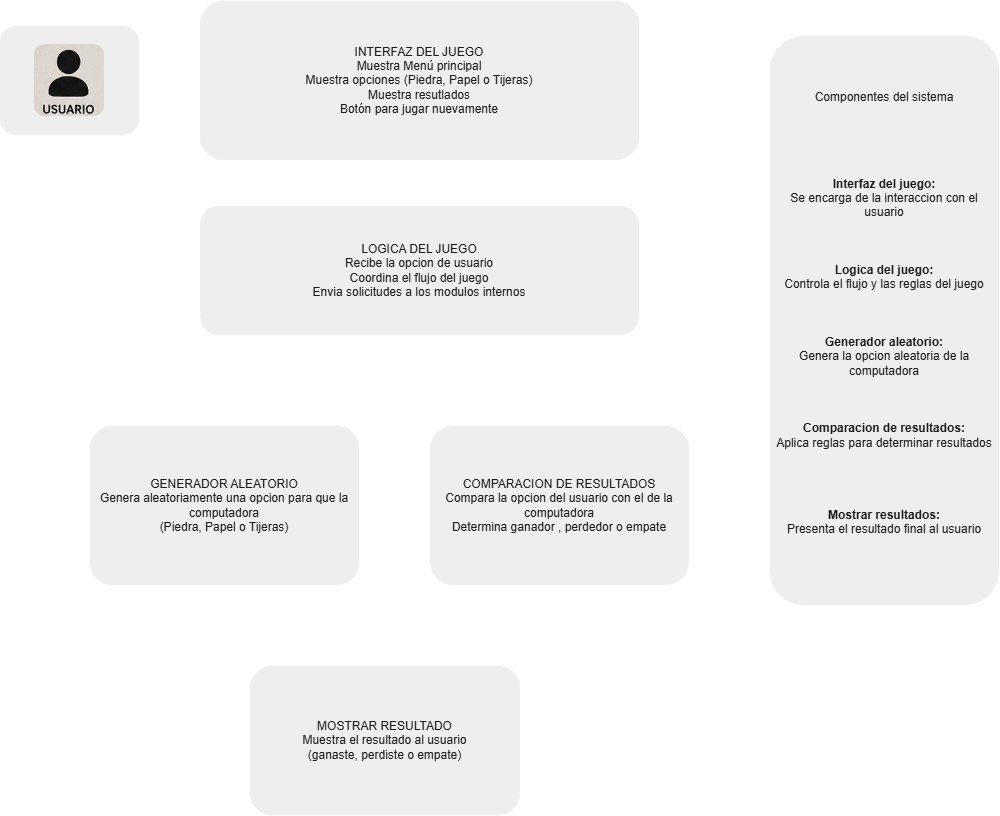 USUARIO
INTERFAZ DEL JUEGO
Muestra Menú principal
Muestra opciones (Piedra, Papel o Tijeras)
Muestra resutlados
Botón para jugar nuevamente
LOGICA DEL JUEGO
Recibe la opcion de usuario
Coordina el flujo del juego
Envia solicitudes a los modulos internos
GENERADOR ALEATORIO
Genera aleatoriamente una opcion para que la
computadora
(Piedra, Papel o Tijeras)
COMPARACION DE RESULTADOS
Compara la opcion del usuario con el de la
computadora
Determina ganador , perdedor o empate
MOSTRAR RESULTADO
Muestra el resultado al usuario
(ganaste, perdiste o empate)
Componentes del sistema
Interfaz del juego:
Se encarga de la interaccion con el
usuario
Logica del juego:
Controla el flujo y las reglas del juego
Generador aleatorio:
Genera la opcion aleatoria de la
computadora
Comparacion de resultados:
Aplica reglas para determinar resultados
Mostrar resultados:
Presenta el resultado final al usuario